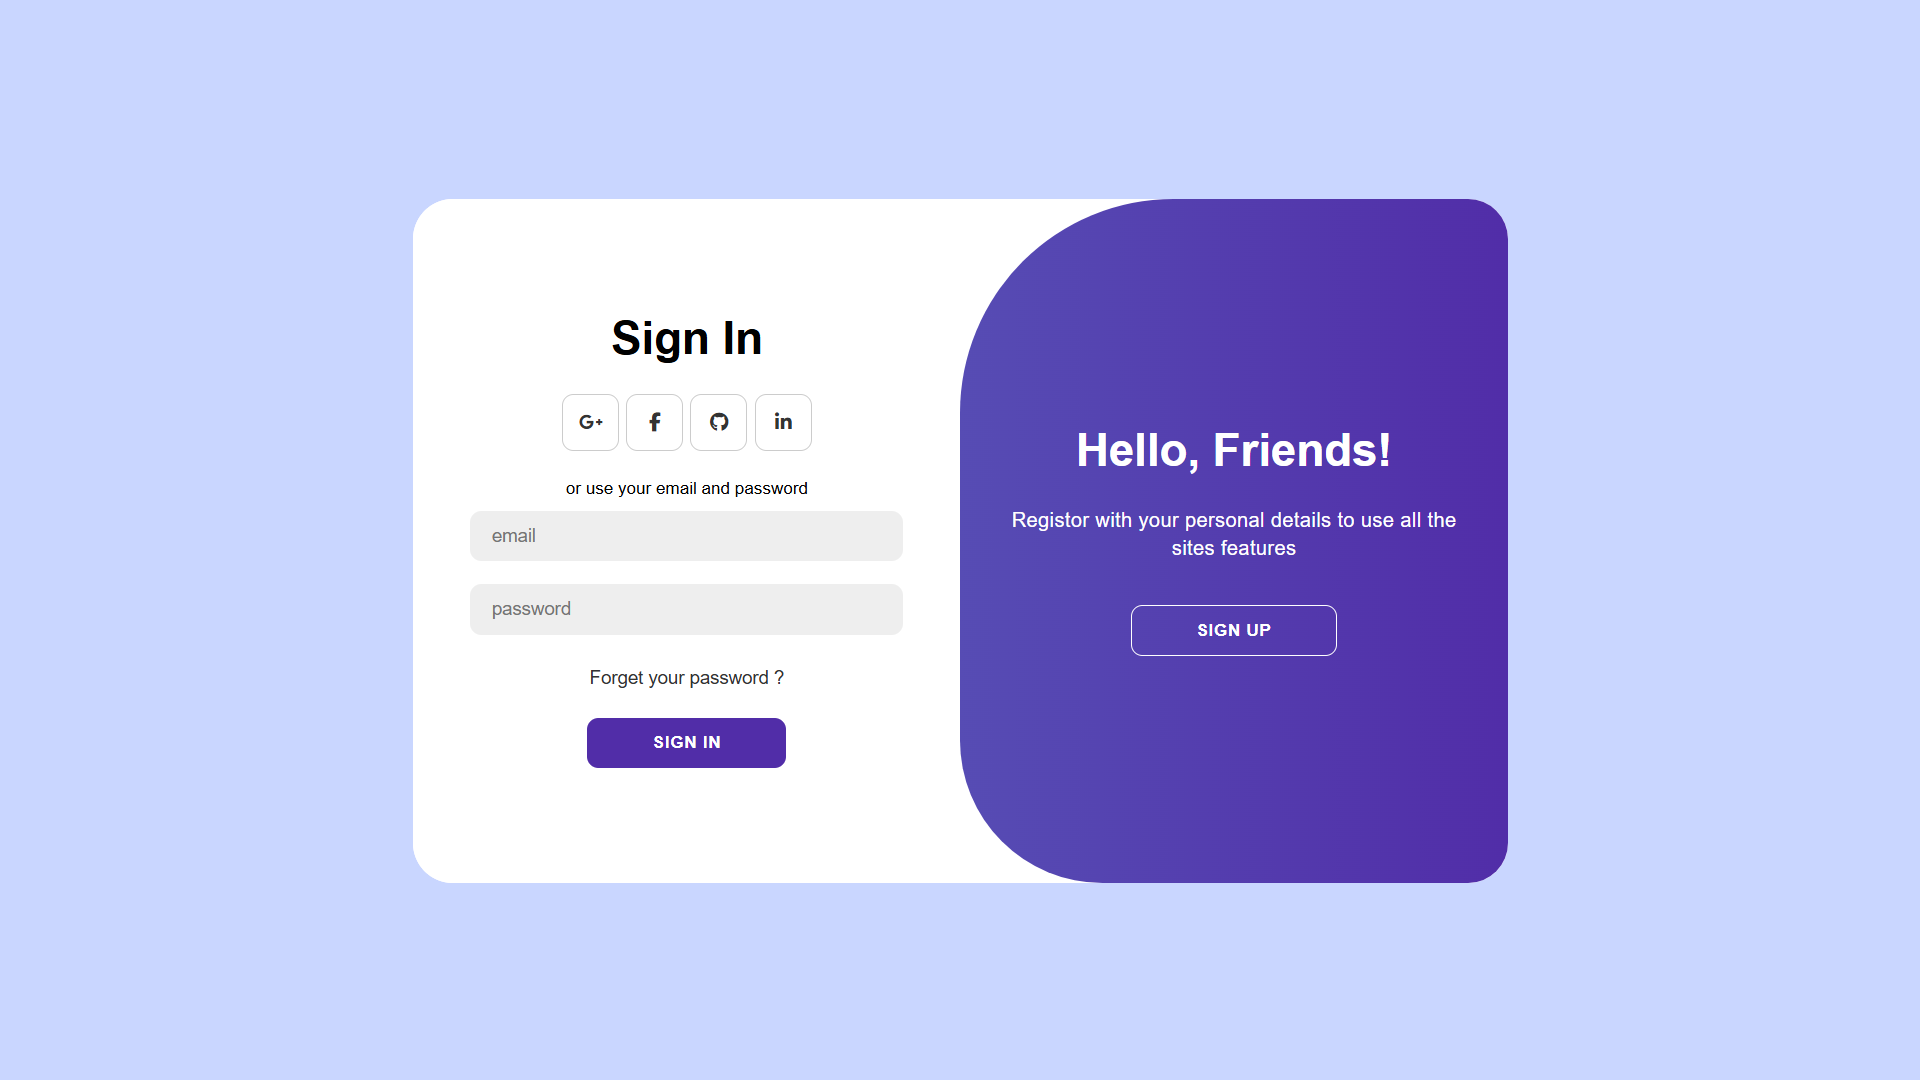 Sign In
G+
f
in
or use your email and password
email
password
Forget your password ?
SIGN IN
Hello, Friends!
Registor with your personal details to use all the
sites features
SIGN UP